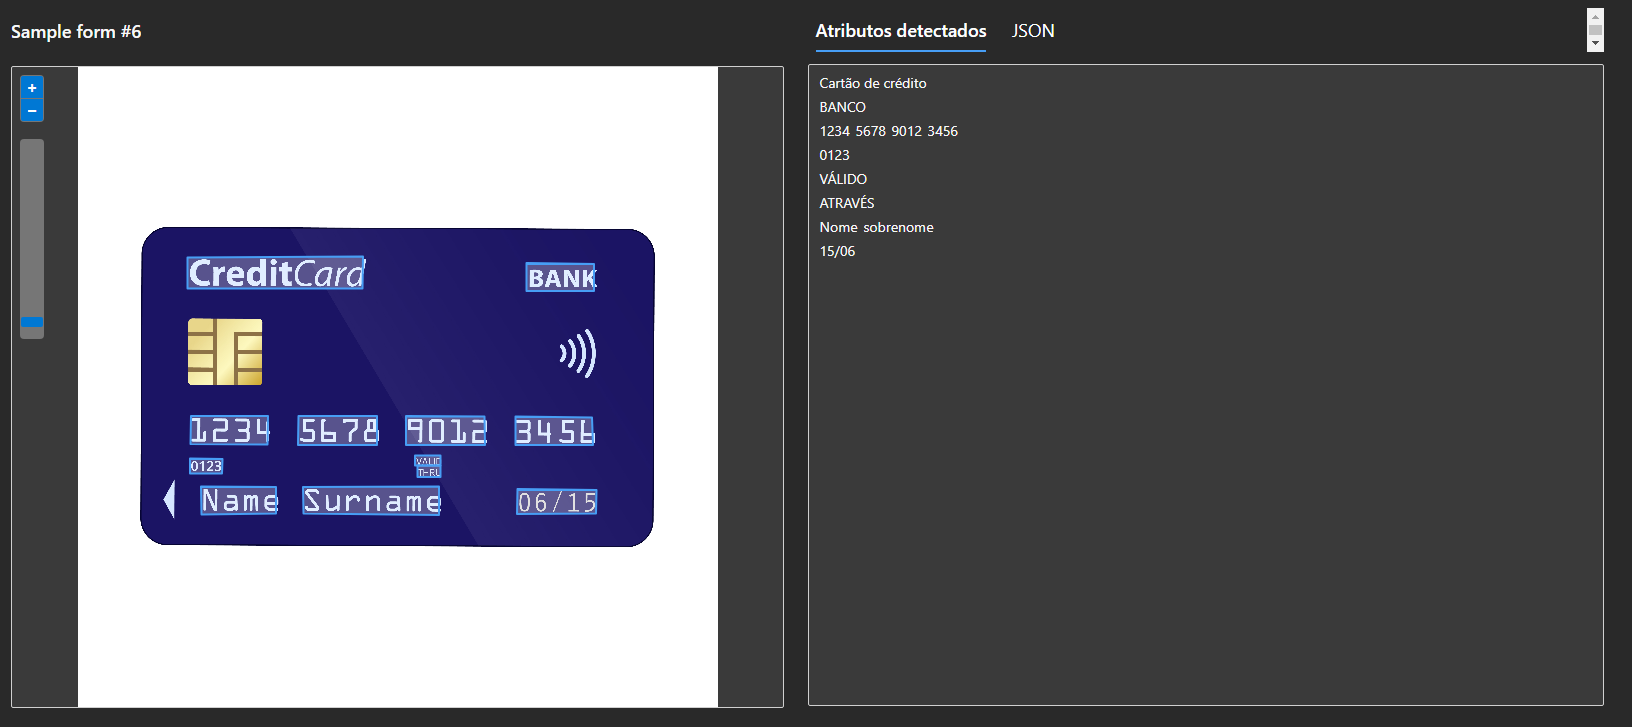 Sample form #6
Atributos detectados JSON
+
−
CreditCard BANK
1234 5678 9012 3456
0123 VALID
THRU
Name Surname 06/15
Cartão de crédito
BANCO
1234 5678 9012 3456
0123
VÁLIDO
ATRAVÉS
Nome sobrenome
15/06